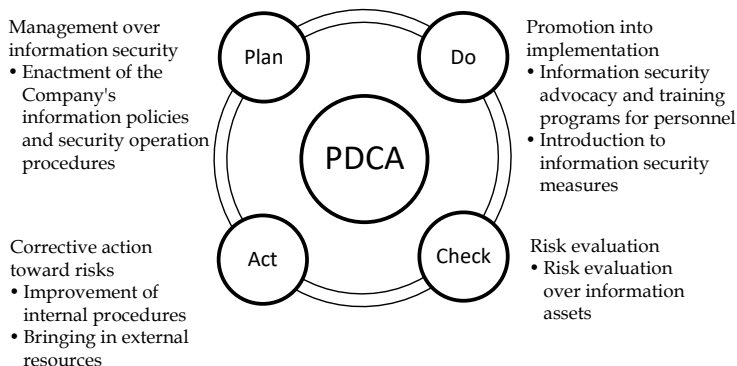 Management over
information security
• Enactment of the
Company's
information policies
and security operation
procedures
Plan
Do
Promotion into
implementation
• Information security
advocacy and training
programs for personnel
• Introduction to
information security
measures
PDCA
Corrective action
toward risks
• Improvement of
internal procedures
• Bringing in external
resources
Act
Check
Risk evaluation
• Risk evaluation
over information
assets